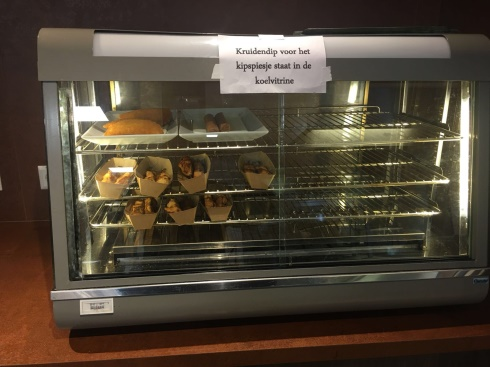 Kruidendip voor het
kipspiesje staat in de
koelvitrine